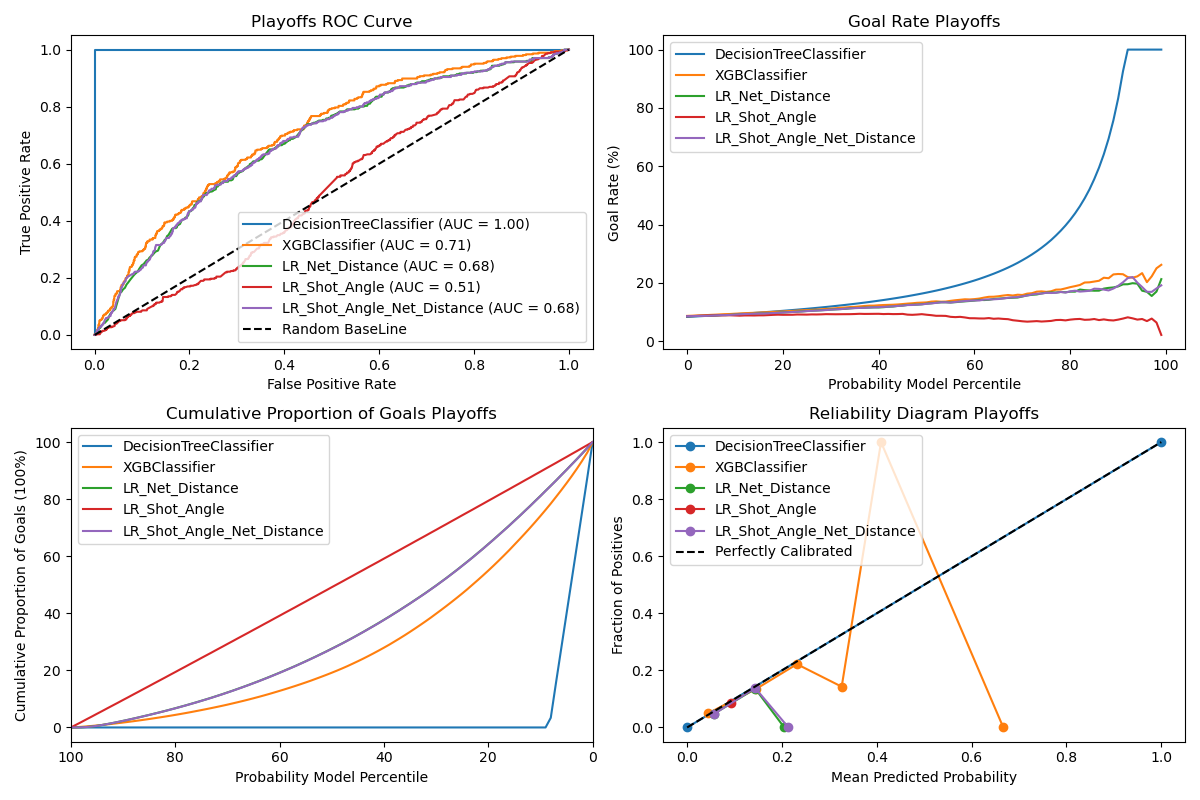 Playoffs ROC Curve
True Positive Rate
1.0
0.8
0.6
0.4
0.2
0.0
DecisionTreeClassifier (AUC = 1.00)
XGBClassifier (AUC = 0.71)
LR_Net_Distance (AUC = 0.68)
LR_Shot_Angle (AUC = 0.51)
LR_Shot_Angle_Net_Distance (AUC = 0.68)
Random BaseLine
0.0 0.2 0.4 0.6 0.8 1.0
False Positive Rate
Goal Rate Playoffs
Goal Rate (%)
100
80
60
40
20
0
DecisionTreeClassifier
XGBClassifier
LR_Net_Distance
LR_Shot_Angle
LR_Shot_Angle_Net_Distance
0 20 40 60 80 100
Probability Model Percentile
Cumulative Proportion of Goals Playoffs
Cumulative Proportion of Goals (100%)
100
80
60
40
20
0
DecisionTreeClassifier
XGBClassifier
LR_Net_Distance
LR_Shot_Angle
LR_Shot_Angle_Net_Distance
100 80 60 40 20 0
Probability Model Percentile
Reliability Diagram Playoffs
Fraction of Positives
1.0
0.8
0.6
0.4
0.2
0.0
DecisionTreeClassifier
XGBClassifier
LR_Net_Distance
LR_Shot_Angle
LR_Shot_Angle_Net_Distance
Perfectly Calibrated
0.0 0.2 0.4 0.6 0.8 1.0
Mean Predicted Probability